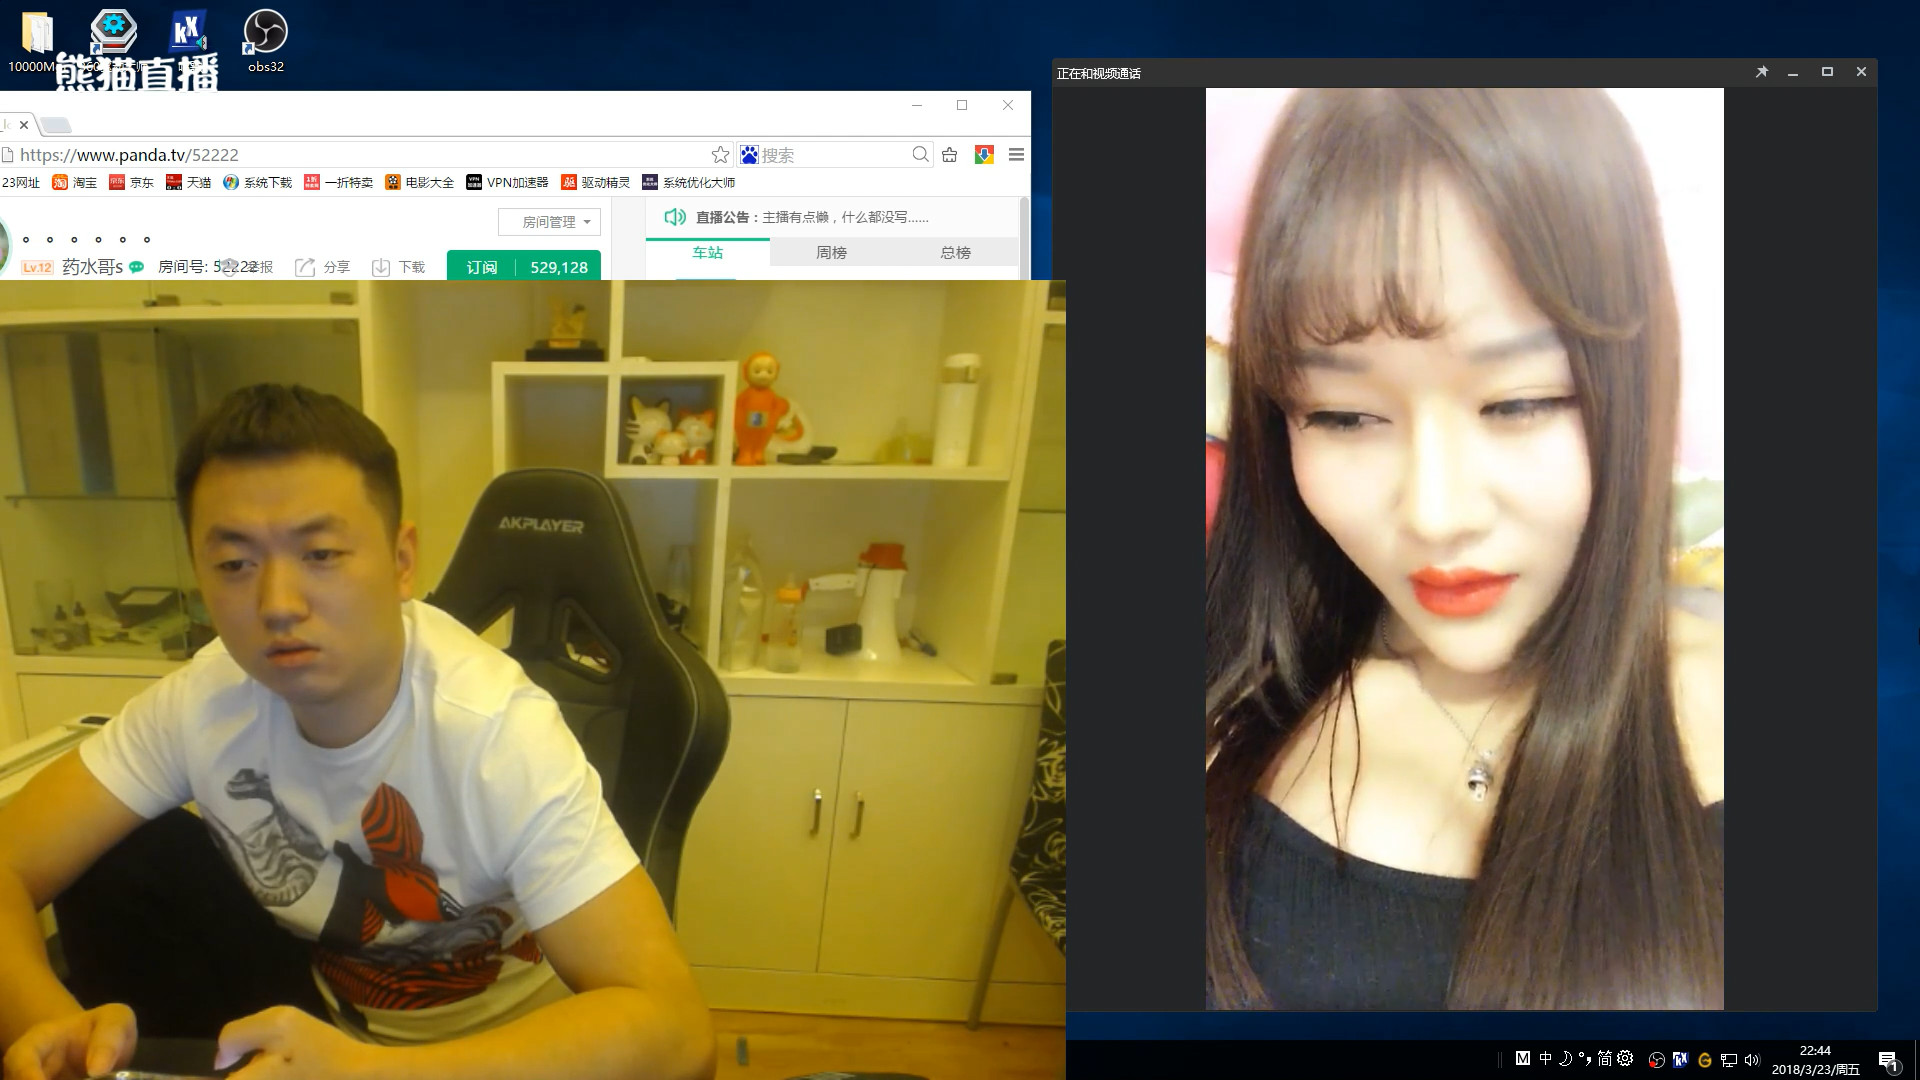 10000M
obs32
熊猫直播
正在和视频通话
https://www.panda.tv/52222
搜索
23网址 淘宝 京东 天猫 系统下载 一折特卖 电影大全 VPN加速器 驱动精灵 系统优化大师
房间管理
直播公告：主播有点懒，什么都没写......
。。。。。。
车站 周榜 总榜
Lv.12 药水哥s 房间号: 52222 举报 分享 下载 订阅 529,128
AKPLAYER
M 中 简
22:44
2018/3/23/周五
1